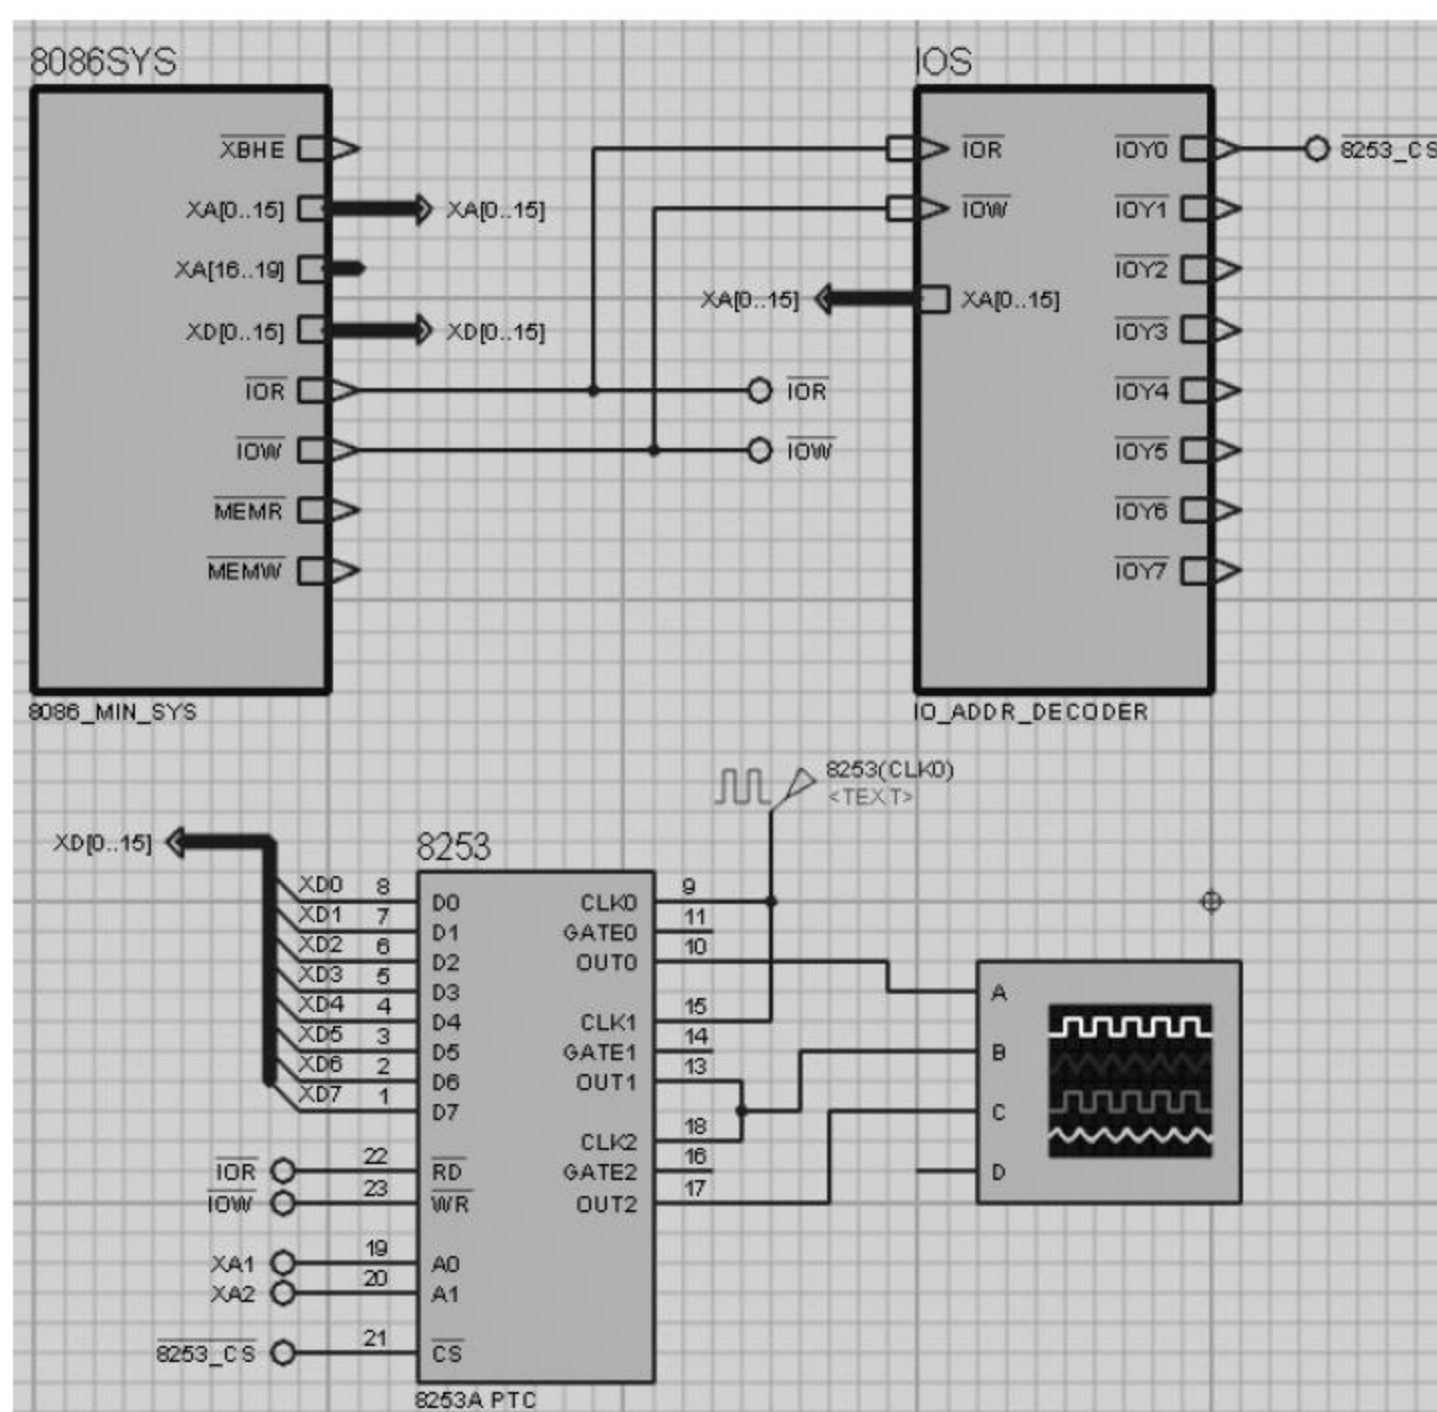 8086SYS
IOS
XBHE
XA[0..15]
XA[0..15]
XA[16..19]
XD[0..15]
XD[0..15]
IOR
IOR
IOW
IOW
MEMR
MEMW
8086_MIN_SYS
IOR
IOW
XA[0..15]
XA[0..15]
IOY0
8253_CS
IOY1
IOY2
IOY3
IOY4
IOY5
IOY6
IOY7
IO_ADDR_DECODER
8253(CLK0)
<TEXT>
XD[0..15]
8253
XD0 8 D0
XD1 7 D1
XD2 6 D2
XD3 5 D3
XD4 4 D4
XD5 3 D5
XD6 2 D6
XD7 1 D7
IOR 22 RD
IOW 23 WR
XA1 19 A0
XA2 20 A1
8253_CS 21 CS
CLK0 9
GATE0 11
OUT0 10
CLK1 15
GATE1 14
OUT1 13
CLK2 18
GATE2 16
OUT2 17
8253A PTC
A
B
C
D